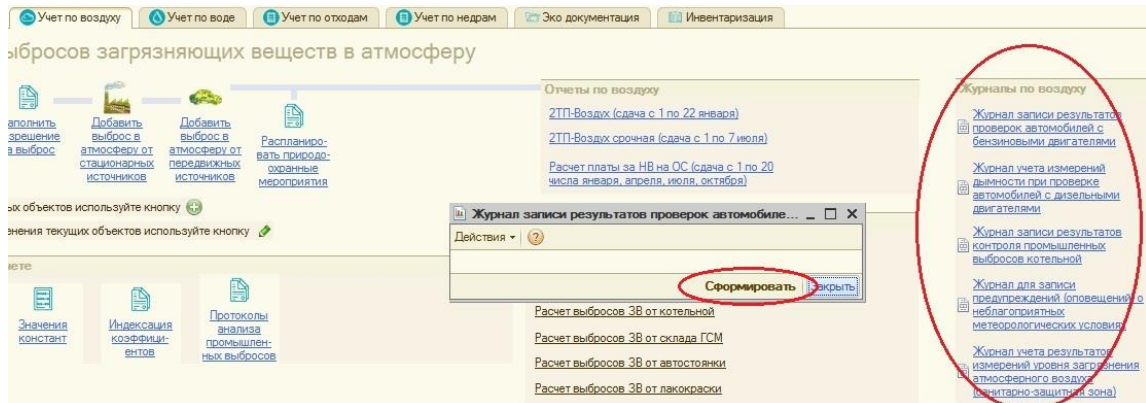 Учет по воздуху
Учет по воде
Учет по отходам
Учет по недрам
Эко документация
Инвентаризация
ыбросов загрязняющих веществ в атмосферу
аполнить
зрешение
а выброс
Добавить
выброс в
атмосферу от
стационарных
источников
Добавить
выброс в
атмосферу от
передвижных
источников
Распланиро-
вать природо-
охранные
мероприятия
ых объектов используйте кнопку
енения текущих объектов используйте кнопку
чете
Значения
констант
Индексация
коэффици-
ентов
Протоколы
анализа
промышлен-
ных выбросов
Отчеты по воздуху
2ТП-Воздух (сдача с 1 по 22 января)
2ТП-Воздух срочная (сдача с 1 по 7 июля)
Расчет платы за НВ на ОС (сдача с 1 по 20
числа января, апреля, июля, октября)
Журнал записи результатов проверок автомобиле...
Действия
Сформировать
Закрыть
Расчет выбросов ЗВ от котельной
Расчет выбросов ЗВ от склада ГСМ
Расчет выбросов ЗВ от автостоянки
Расчет выбросов ЗВ от лакокраски
Журналы по воздуху
Журнал записи результатов
проверок автомобилей с
бензиновыми двигателями
Журнал учета измерений
дымности при проверке
автомобилей с дизельными
двигателями
Журнал записи результатов
контроля промышленных
выбросов котельной
Журнал для записи
предупреждений (оповещений) о
неблагоприятных
метеорологических условиях
Журнал учета результатов
измерений уровня загрязнения
атмосферного воздуха
(санитарно-защитная зона)